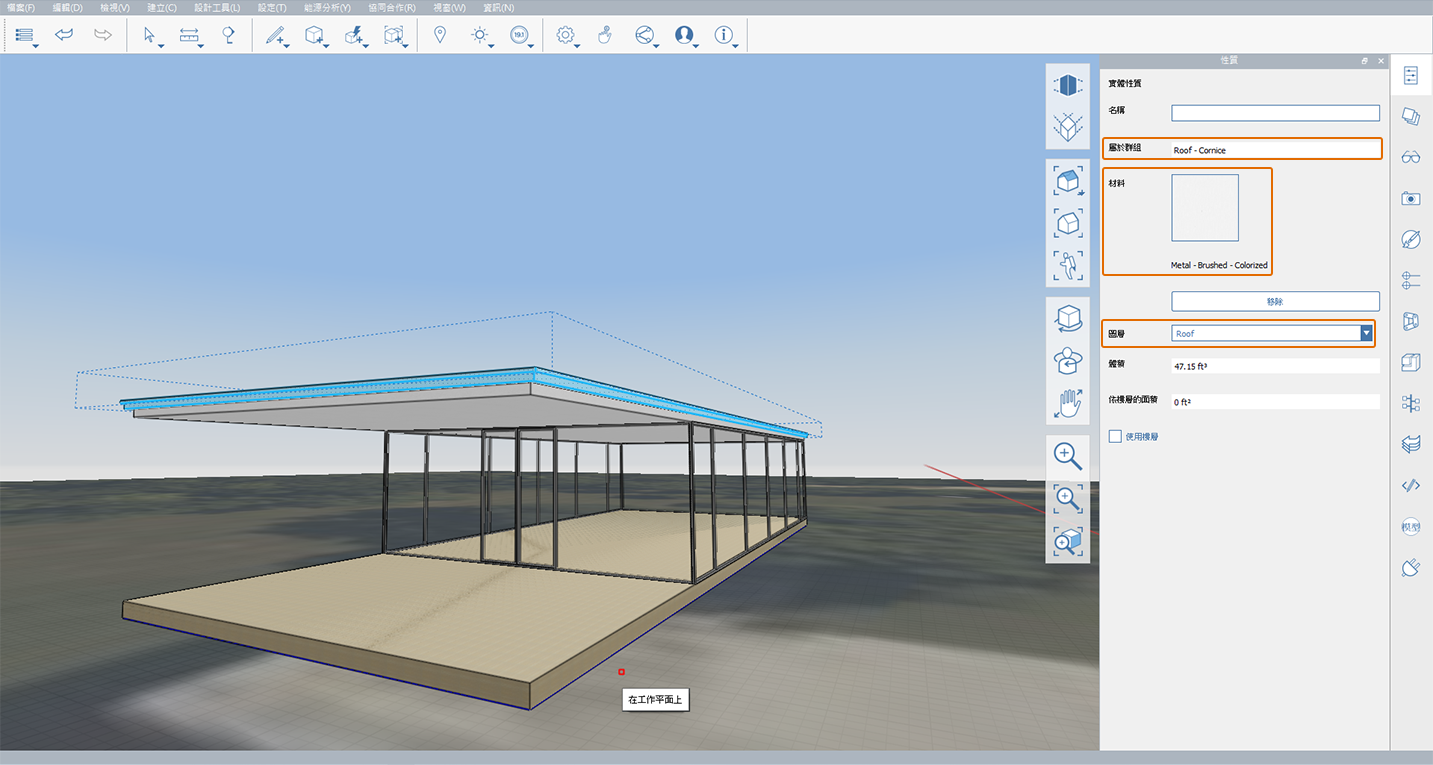 檔案(F) 編輯(D) 檢視(V) 建立(C) 設計工具(L) 設定(T) 能源分析(Y) 協同合作(R) 視窗(W) 資訊(N)
191
性質
實體性質
名稱
屬於群組 Roof - Cornice
材料
Metal - Brushed - Colorized
移除
圖層 Roof
體積 47.15 ft³
依樓層的面積 0 ft²
使用樓層
模型
在工作平面上